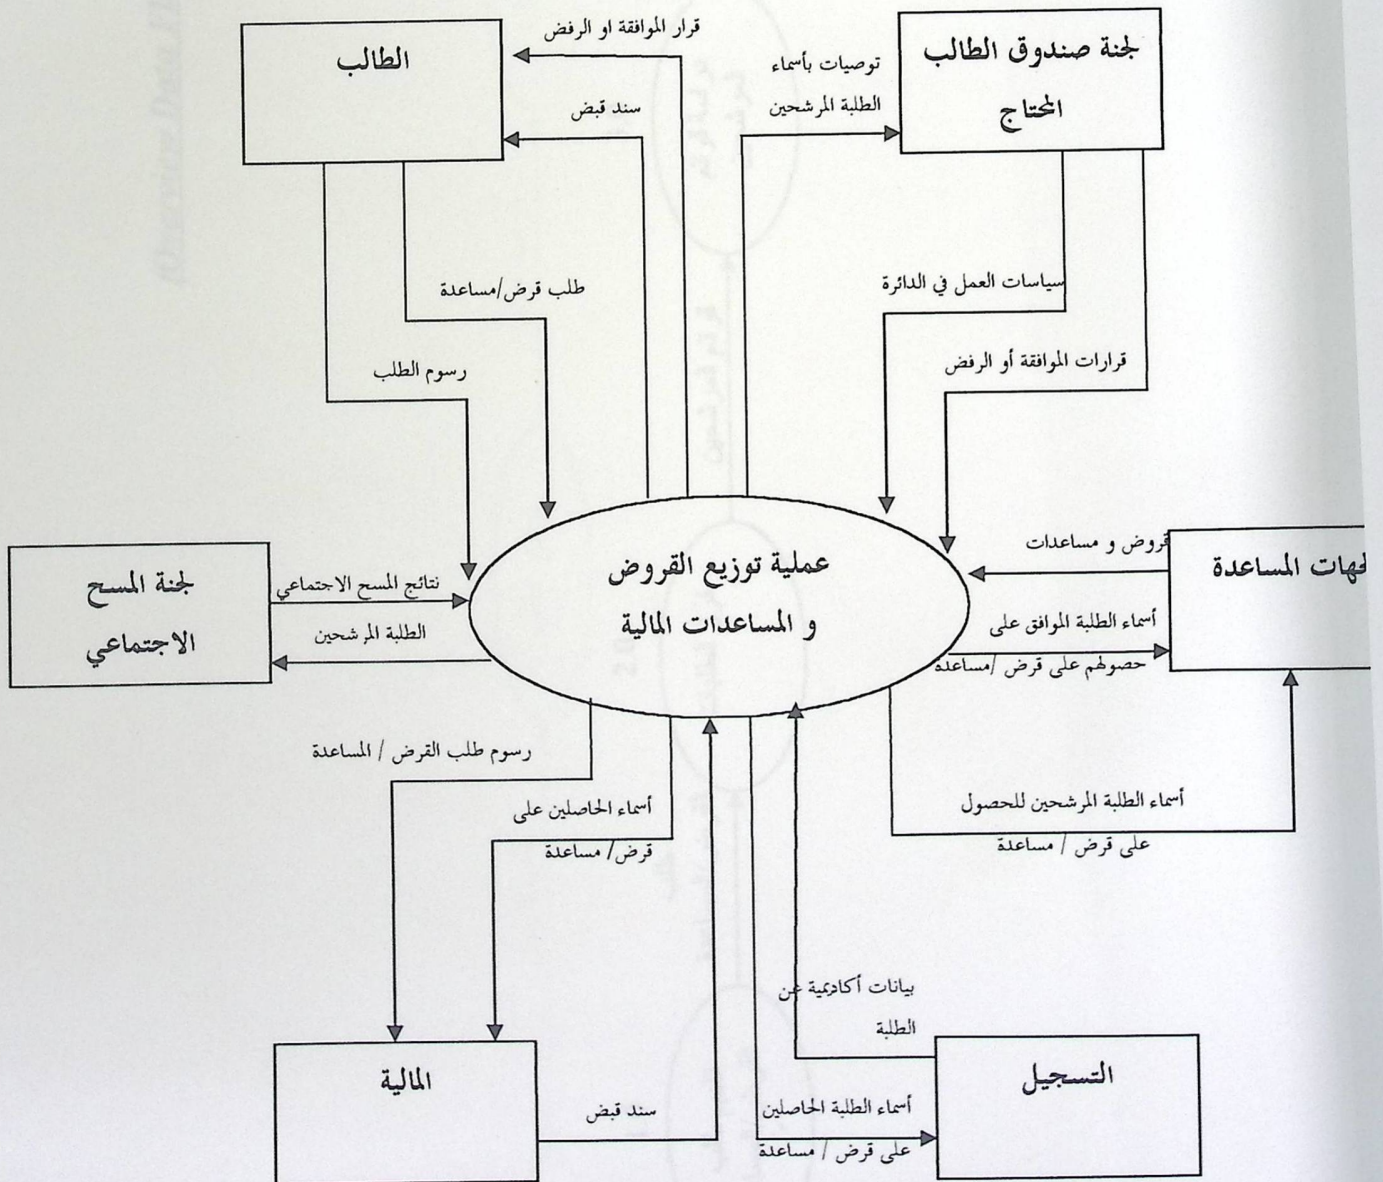 قرار الموافقة او الرفض
لجنة صندوق الطالب
المحتاج
الطالب
توصيات بأسماء
الطلبة المرشحين
سند قبض
طلب قرض/مساعدة
سياسات العمل في الدائرة
رسوم الطلب
قرارات الموافقة أو الرفض
قروض و مساعدات
المساعدة
عملية توزيع القروض
و المساعدات المالية
لجنة المسح
الاجتماعي
نتائج المسح الاجتماعي
الطلبة المرشحين
أسماء الطلبة الموافق على
حصولهم على قرض /مساعدة
رسوم طلب القرض / المساعدة
أسماء الحاصلين على
قرض/ مساعدة
أسماء الطلبة المرشحين للحصول
على قرض / مساعدة
بيانات أكاديمية عن
الطلبة
المالية
التسجيل
سند قبض
أسماء الطلبة الحاصلين
على قرض / مساعدة